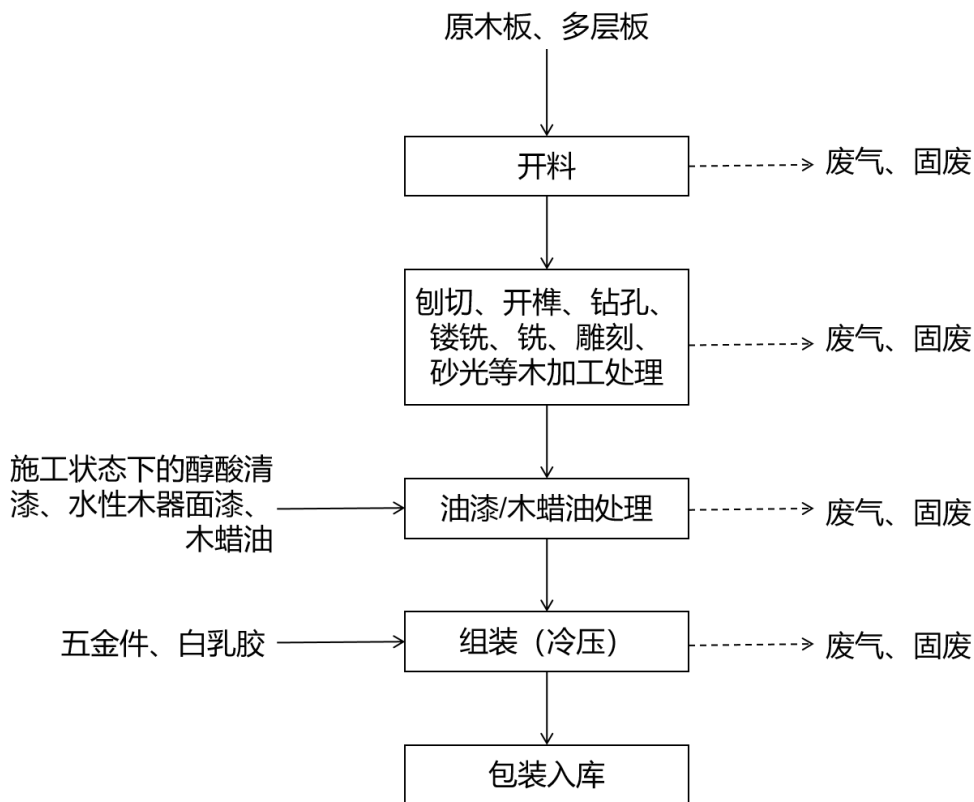 原木板、多层板
开料
废气、固废
刨切、开榫、钻孔、
镂铣、铣、雕刻、
砂光等木加工处理
废气、固废
施工状态下的醇酸清
漆、水性木器面漆、
木蜡油
油漆/木蜡油处理
废气、固废
五金件、白乳胶
组装（冷压）
废气、固废
包装入库